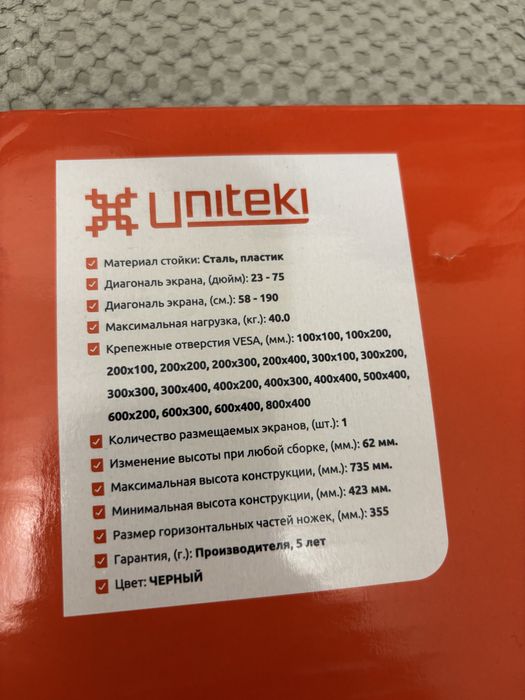 uniteki
Материал стойки: Сталь, пластик
Диагональ экрана, (дюйм): 23 - 75
Диагональ экрана, (см.): 58 - 190
Максимальная нагрузка, (кг.): 40.0
Крепежные отверстия VESA, (мм.): 100x100, 100x200,
200x100, 200x200, 200x300, 200x400, 300x100, 300x200,
300x300, 300x400, 400x200, 400x300, 400x400, 500x400,
600x200, 600x300, 600x400, 800x400
Количество размещаемых экранов, (шт.): 1
Изменение высоты при любой сборке, (мм.): 62 мм.
Максимальная высота конструкции, (мм.): 735 мм.
Минимальная высота конструкции, (мм.): 423 мм.
Размер горизонтальных частей ножек, (мм.): 355
Гарантия, (г.): Производителя, 5 лет
Цвет: ЧЕРНЫЙ